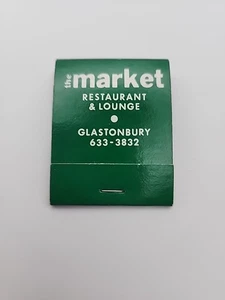 the market
RESTAURANT
& LOUNGE
GLASTONBURY
633-3832